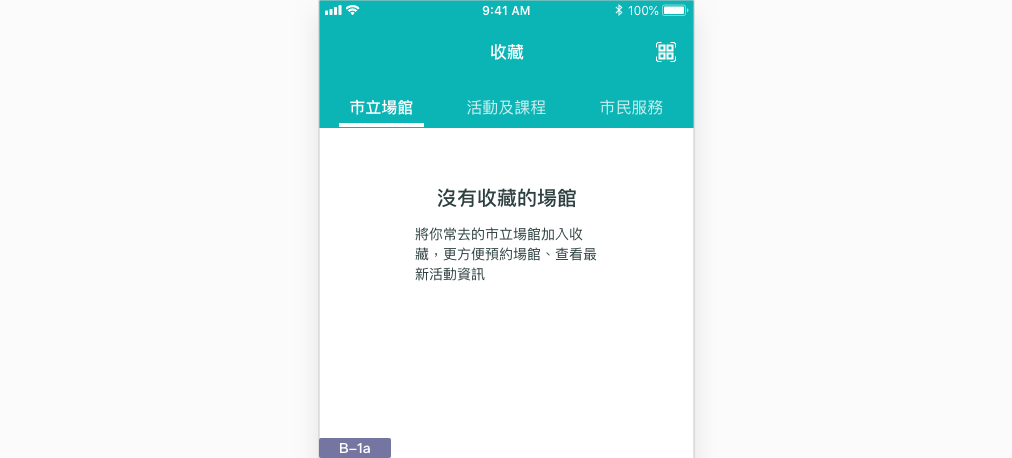 9:41 AM
100%
收藏
市立場館
活動及課程
市民服務
沒有收藏的場館
將你常去的市立場館加入收
藏，更方便預約場館、查看最
新活動資訊
B–1a